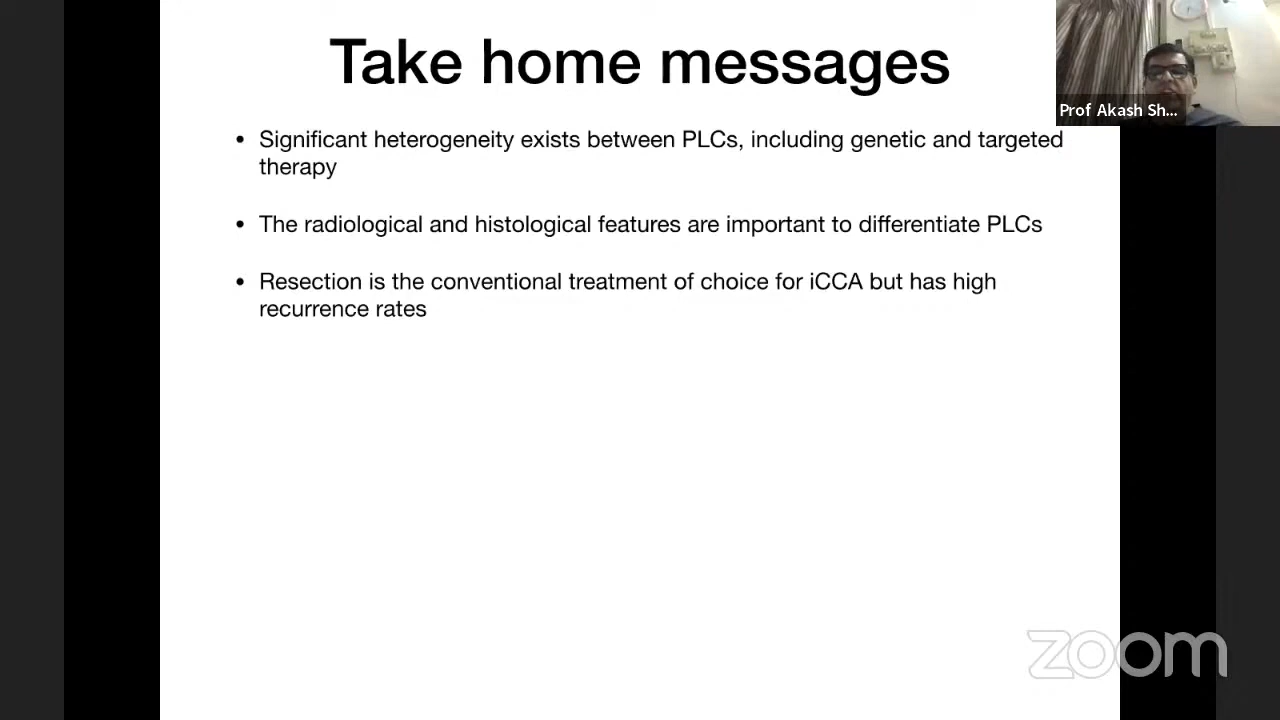 Take home messages
Prof Akash Sh...
• Significant heterogeneity exists between PLCs, including genetic and targeted
therapy
• The radiological and histological features are important to differentiate PLCs
• Resection is the conventional treatment of choice for iCCA but has high
recurrence rates
zoom